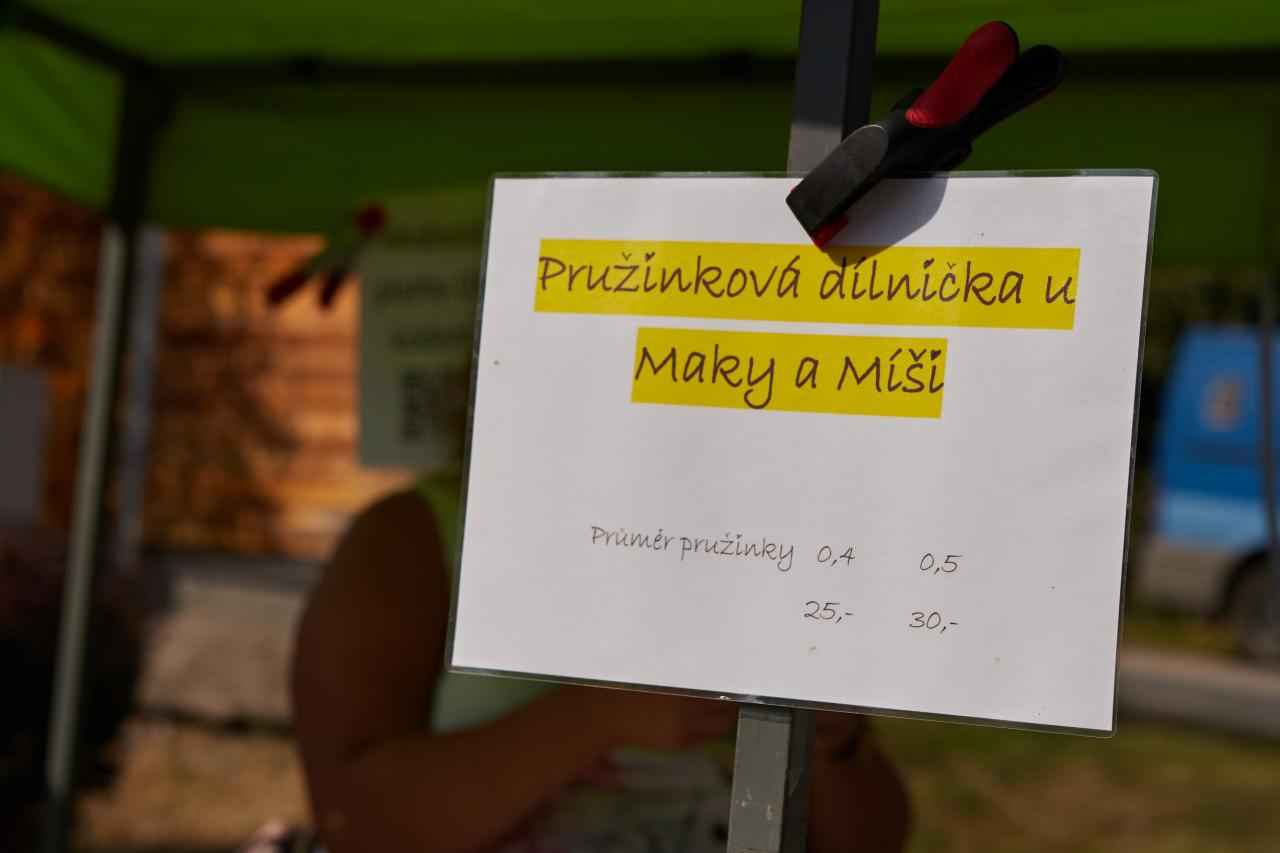 Pružinková dílnička u
Maky a Míši
Průměr pružinky 0,4 0,5
25,- 30,-